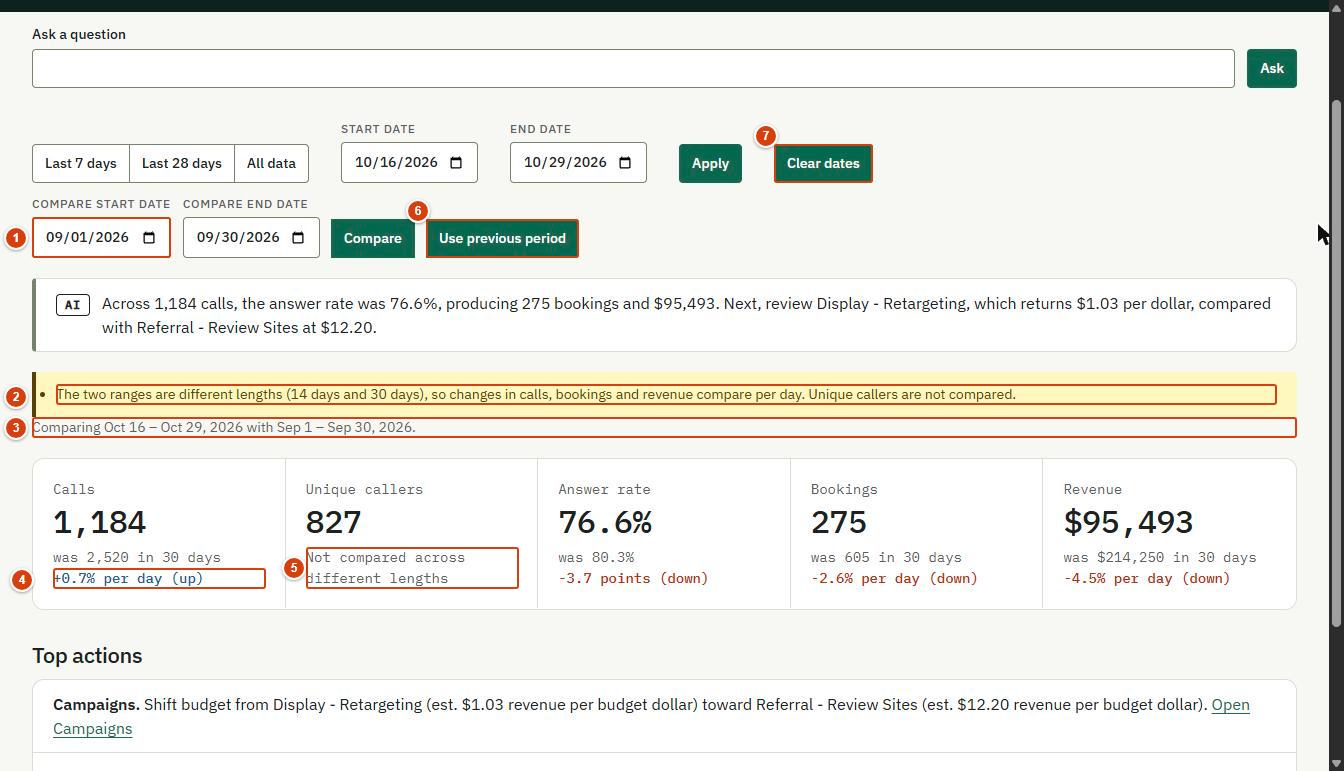 Ask a question
Ask
START DATE
END DATE
7
Last 7 days
Last 28 days
All data
10/16/2026
10/29/2026
Apply
Clear dates
COMPARE START DATE
COMPARE END DATE
6
1
09/01/2026
09/30/2026
Compare
Use previous period
AI
Across 1,184 calls, the answer rate was 76.6%, producing 275 bookings and $95,493. Next, review Display - Retargeting, which returns $1.03 per dollar, compared
with Referral - Review Sites at $12.20.
2
• The two ranges are different lengths (14 days and 30 days), so changes in calls, bookings and revenue compare per day. Unique callers are not compared.
3
Comparing Oct 16 – Oct 29, 2026 with Sep 1 – Sep 30, 2026.
Calls
1,184
was 2,520 in 30 days
4
+0.7% per day (up)
Unique callers
827
5
Not compared across
different lengths
Answer rate
76.6%
was 80.3%
-3.7 points (down)
Bookings
275
was 605 in 30 days
-2.6% per day (down)
Revenue
$95,493
was $214,250 in 30 days
-4.5% per day (down)
Top actions
Campaigns. Shift budget from Display - Retargeting (est. $1.03 revenue per budget dollar) toward Referral - Review Sites (est. $12.20 revenue per budget dollar). Open
Campaigns